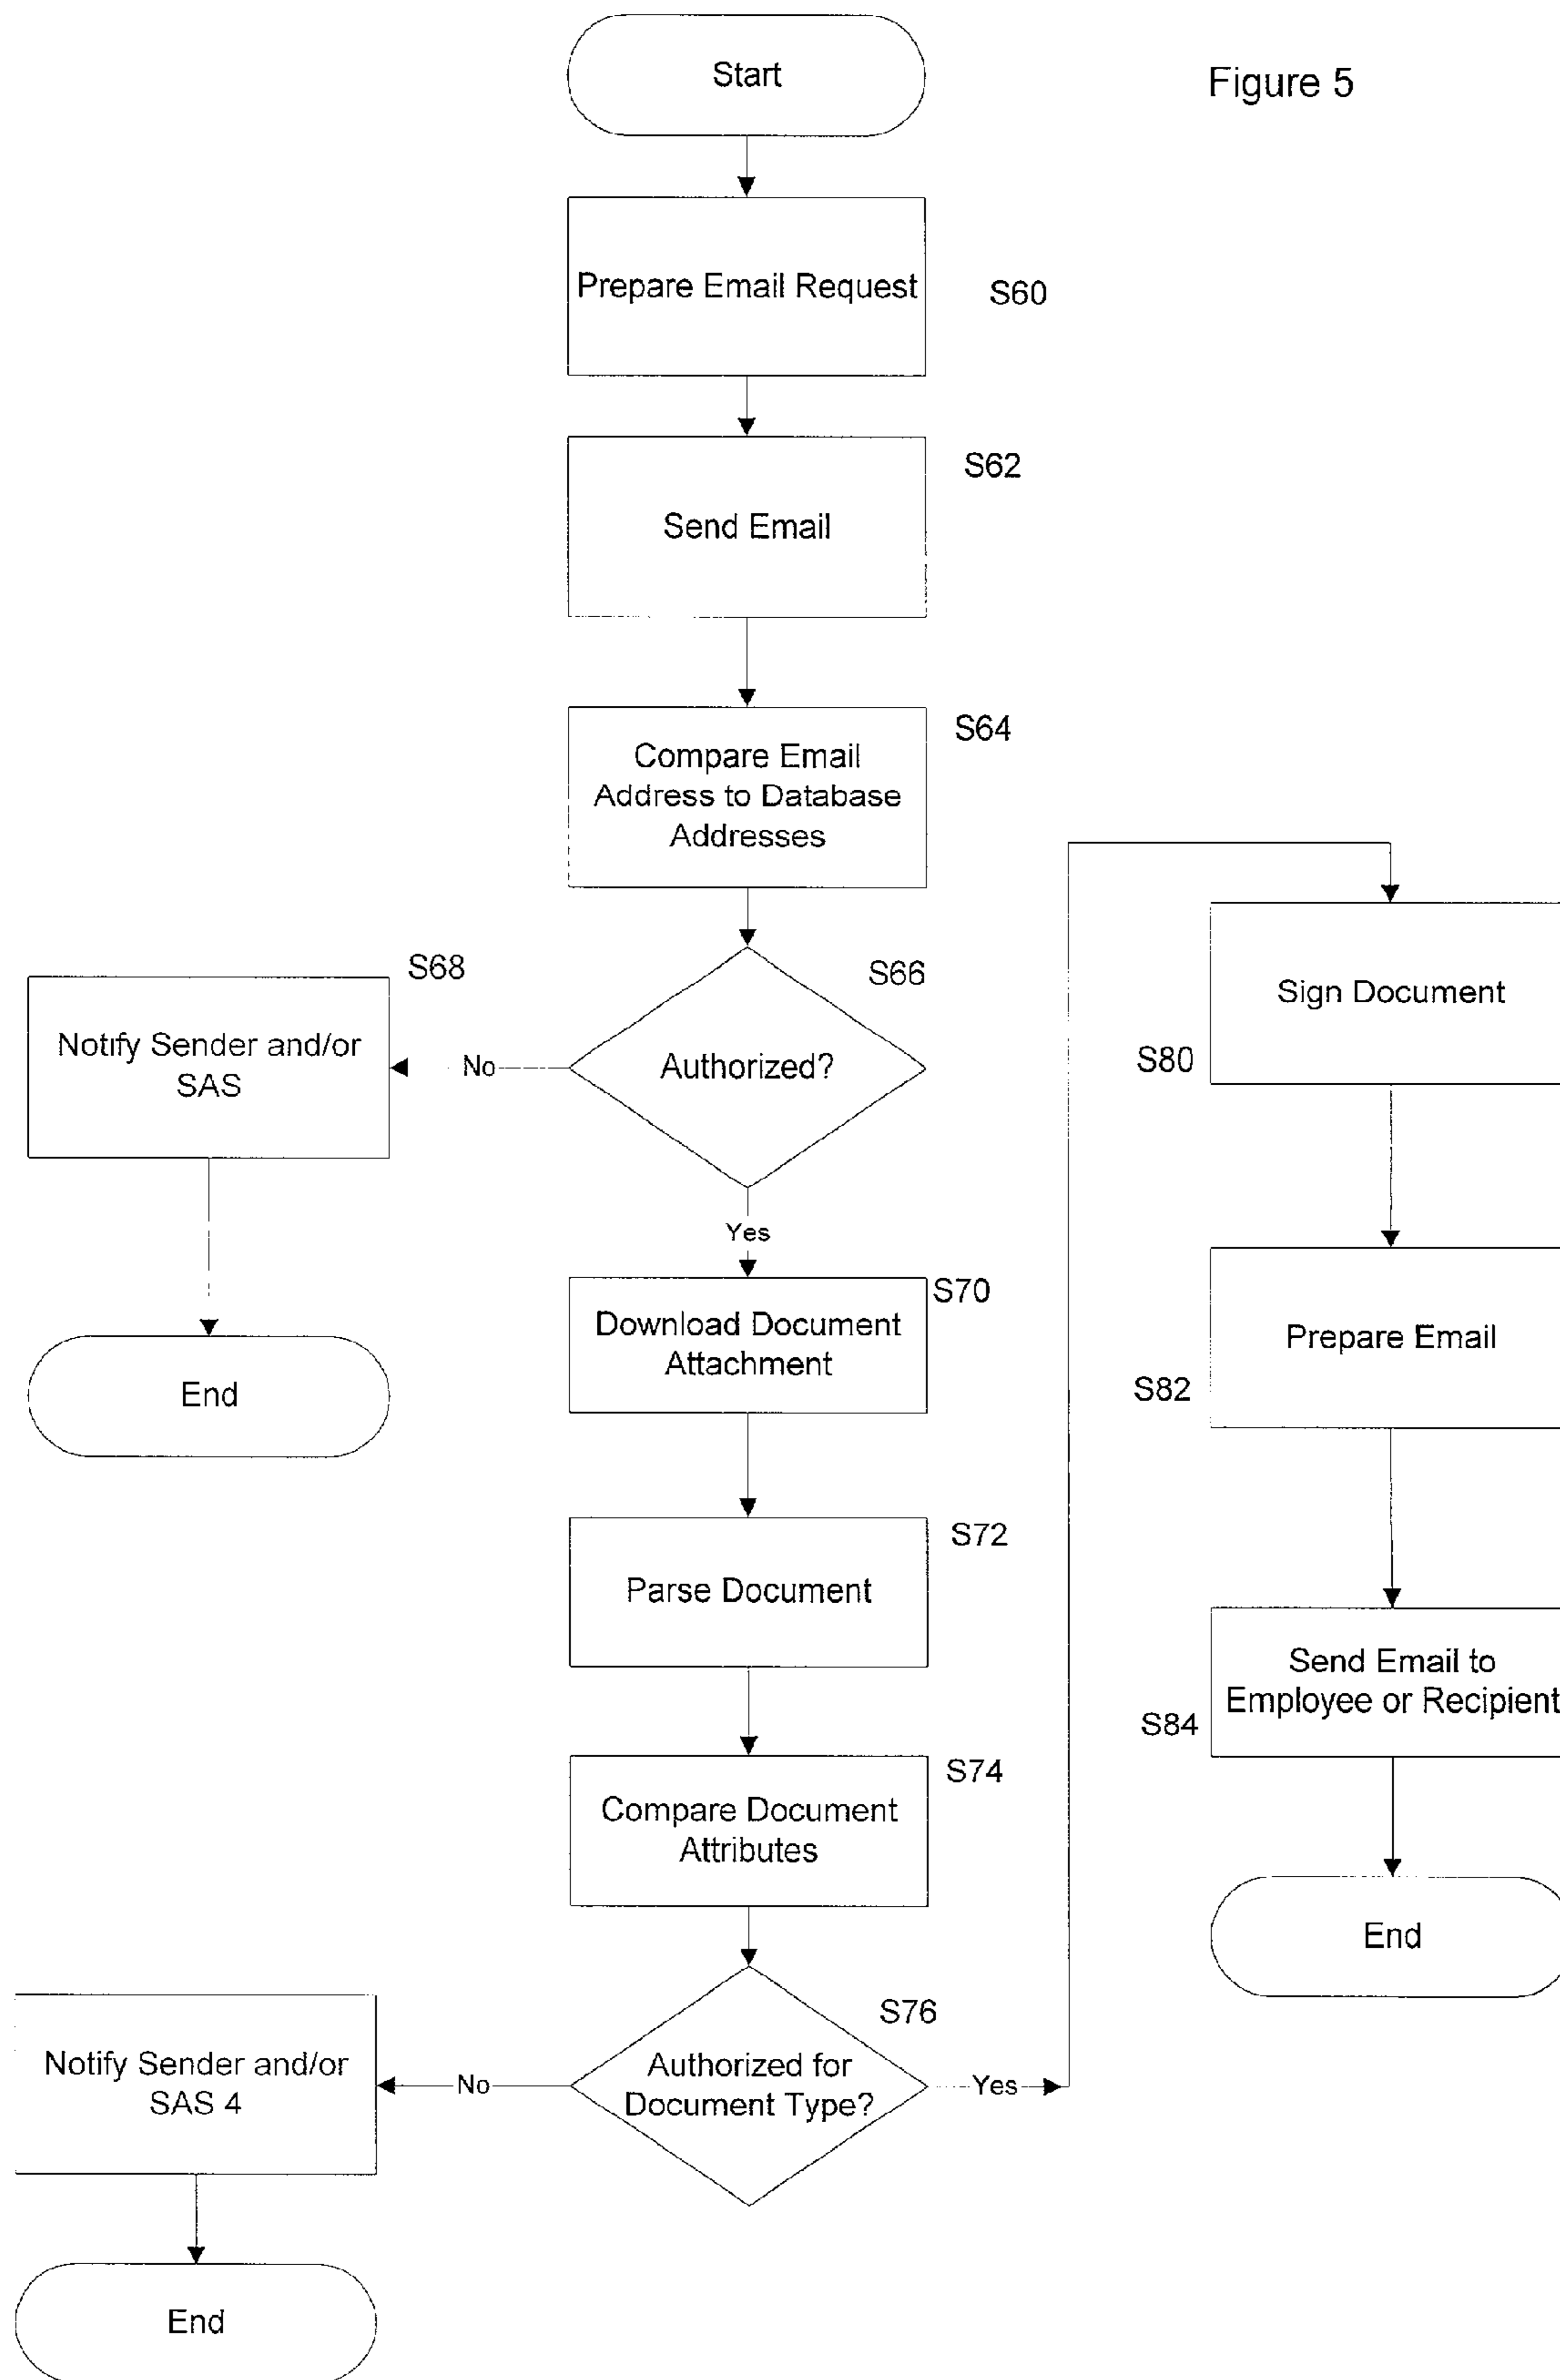 Figure 5
Start
Prepare Email Request
S60
Send Email
S62
Compare Email
Address to Database
Addresses
S64
Authorized?
S66
No
Notify Sender and/or
SAS
S68
End
Yes
Download Document
Attachment
S70
Parse Document
S72
Compare Document
Attributes
S74
Authorized for
Document Type?
S76
No
Notify Sender and/or
SAS 4
End
Yes
Sign Document
S80
Prepare Email
S82
Send Email to
Employee or Recipient
S84
End